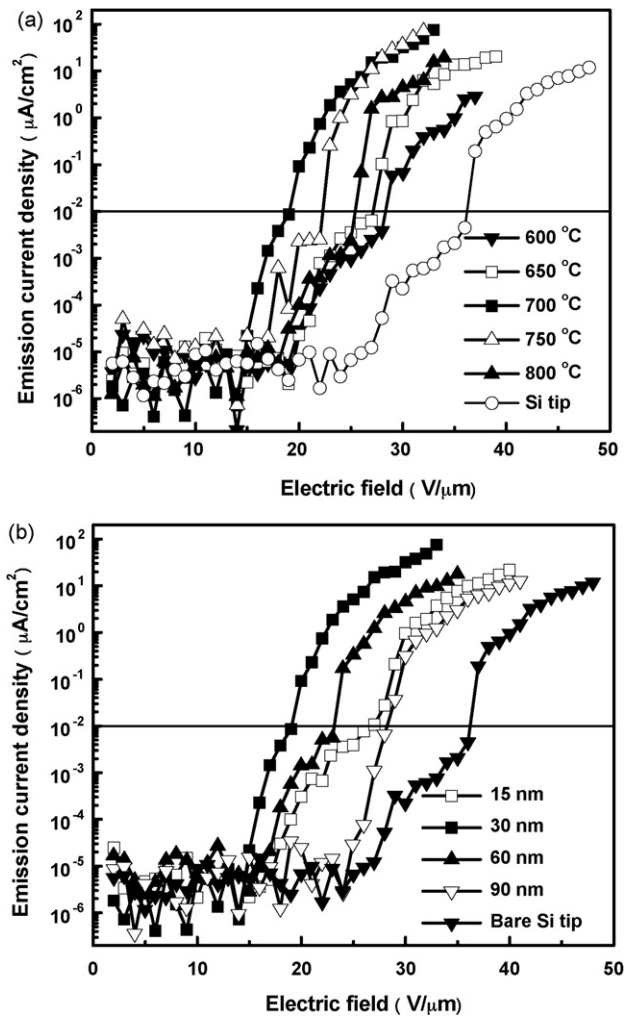 (a)
Emission current density ( μA/cm²)
10²
10¹
10⁰
10⁻¹
10⁻²
10⁻³
10⁻⁴
10⁻⁵
10⁻⁶
600 °C
650 °C
700 °C
750 °C
800 °C
Si tip
0 10 20 30 40 50
Electric field ( V/μm)
(b)
Emission current density ( μA/cm²)
10²
10¹
10⁰
10⁻¹
10⁻²
10⁻³
10⁻⁴
10⁻⁵
10⁻⁶
15 nm
30 nm
60 nm
90 nm
Bare Si tip
0 10 20 30 40 50
Electric field ( V/μm)